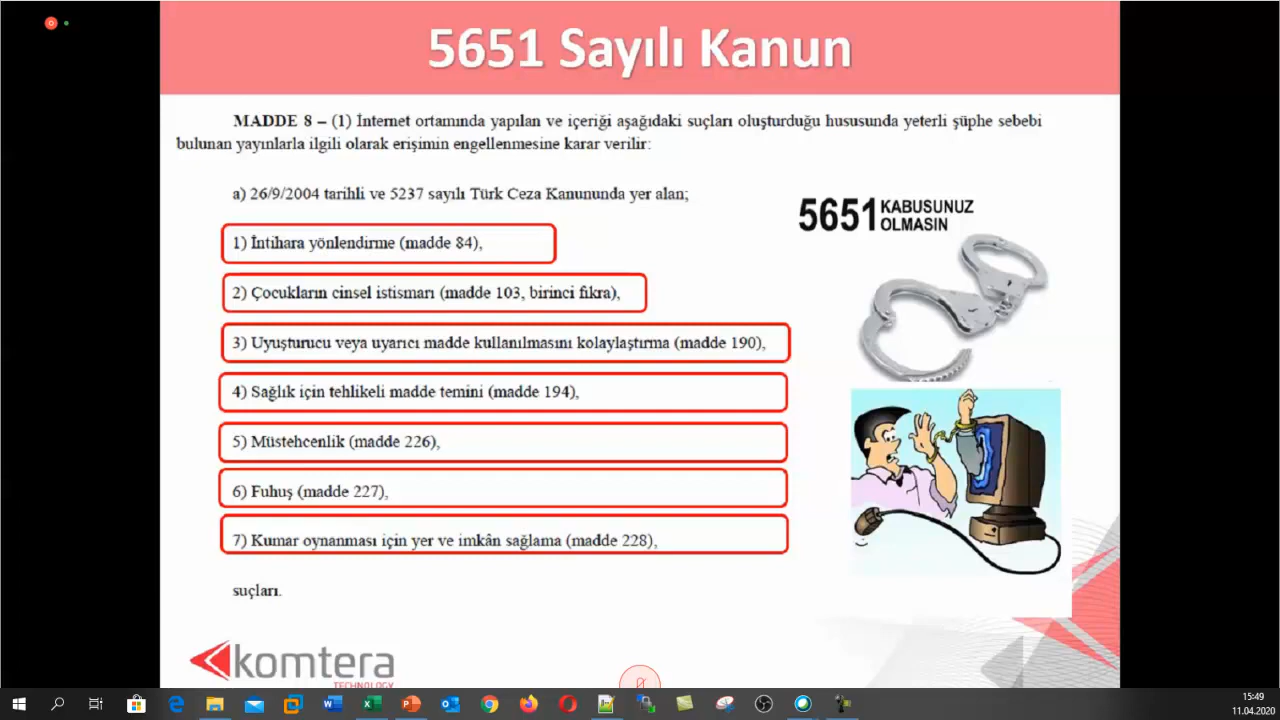 5651 Sayılı Kanun
MADDE 8 – (1) İnternet ortamında yapılan ve içeriği aşağıdaki suçları oluşturduğu hususunda yeterli şüphe sebebi
bulunan yayınlarla ilgili olarak erişimin engellenmesine karar verilir:
a) 26/9/2004 tarihli ve 5237 sayılı Türk Ceza Kanununda yer alan;
5651 KABUSUNUZ
OLMASIN
1) İntihara yönlendirme (madde 84),
2) Çocukların cinsel istismarı (madde 103, birinci fıkra),
3) Uyuşturucu veya uyarıcı madde kullanılmasını kolaylaştırma (madde 190),
4) Sağlık için tehlikeli madde temini (madde 194),
5) Müstehcenlik (madde 226),
6) Fuhuş (madde 227),
7) Kumar oynanması için yer ve imkân sağlama (madde 228),
suçları.
komtera
TECHNOLOGY
15:49
11.04.2020